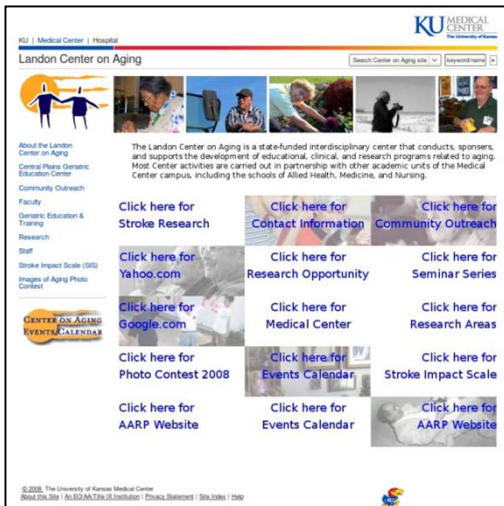 KU MEDICAL
CENTER
The University of Kansas
KU | Medical Center | Hospital
Landon Center on Aging
Search Center on Aging site
keyword/name
>
About the Landon
Center on Aging
Central Plains Geriatric
Education Center
Community Outreach
Faculty
Geriatric Education &
Training
Research
Staff
Stroke Impact Scale (SIS)
Images of Aging Photo
Contest
CENTER ON AGING
EVENTS CALENDAR
The Landon Center on Aging is a state-funded interdisciplinary center that conducts, sponsors,
and supports the development of educational, clinical, and research programs related to aging.
Most Center activities are carried out in partnership with other academic units of the Medical
Center campus, including the schools of Allied Health, Medicine, and Nursing.
Click here for
Stroke Research
Click here for
Contact Information
Click here for
Community Outreach
Click here for
Yahoo.com
Click here for
Research Opportunity
Click here for
Seminar Series
Click here for
Google.com
Click here for
Medical Center
Click here for
Research Areas
Click here for
Photo Contest 2008
Click here for
Events Calendar
Click here for
Stroke Impact Scale
Click here for
AARP Website
Click here for
Events Calendar
Click here for
AARP Website
© 2008 The University of Kansas Medical Center
About this Site | An EO/AA/Title IX Institution | Privacy Statement | Site Index | Help